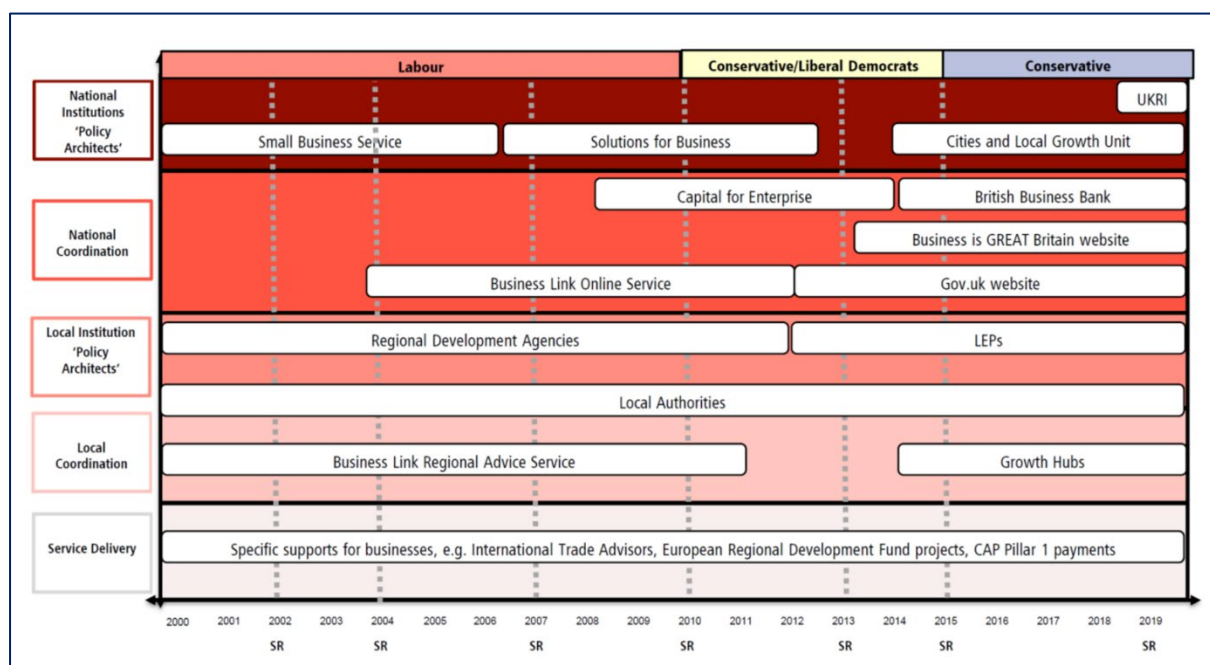 Labour
Conservative/Liberal Democrats
Conservative
National
Institutions
'Policy
Architects'
UKRI
Small Business Service
Solutions for Business
Cities and Local Growth Unit
National
Coordination
Capital for Enterprise
British Business Bank
Business is GREAT Britain website
Business Link Online Service
Gov.uk website
Local Institution
'Policy
Architects'
Regional Development Agencies
LEPs
Local Authorities
Local
Coordination
Business Link Regional Advice Service
Growth Hubs
Service Delivery
Specific supports for businesses, e.g. International Trade Advisors, European Regional Development Fund projects, CAP Pillar 1 payments
2000 2001 2002 2003 2004 2005 2006 2007 2008 2009 2010 2011 2012 2013 2014 2015 2016 2017 2018 2019
SR SR SR SR SR SR SR